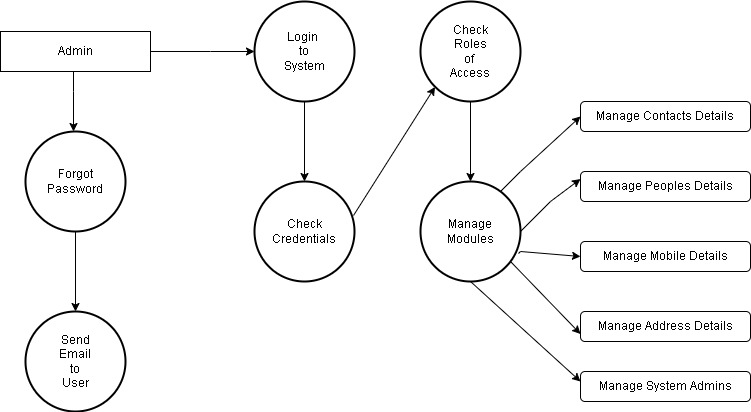 Admin
Login
to
System
Check
Roles
of
Access
Forgot
Password
Check
Credentials
Manage
Modules
Send
Email
to
User
Manage Contacts Details
Manage Peoples Details
Manage Mobile Details
Manage Address Details
Manage System Admins